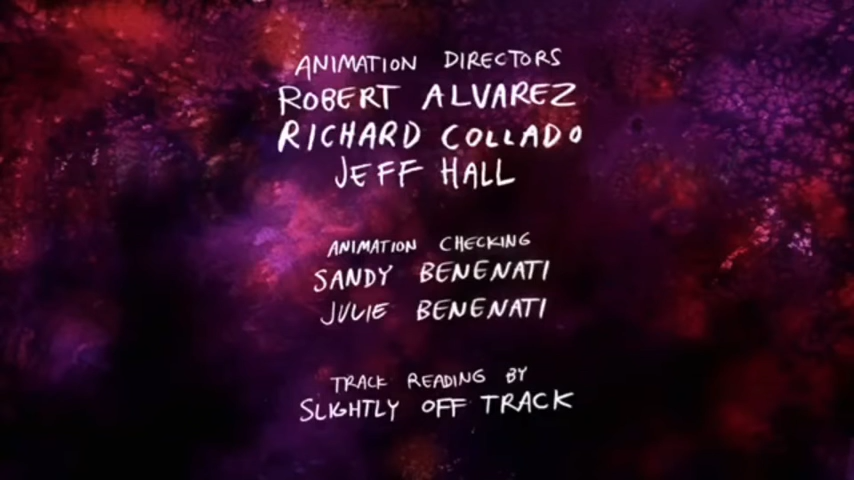 ANIMATION DIRECTORS
ROBERT ALVAREZ
RICHARD COLLADO
JEFF HALL
ANIMATION CHECKING
SANDY BENENATI
JULIE BENENATI
TRACK READING BY
SLIGHTLY OFF TRACK